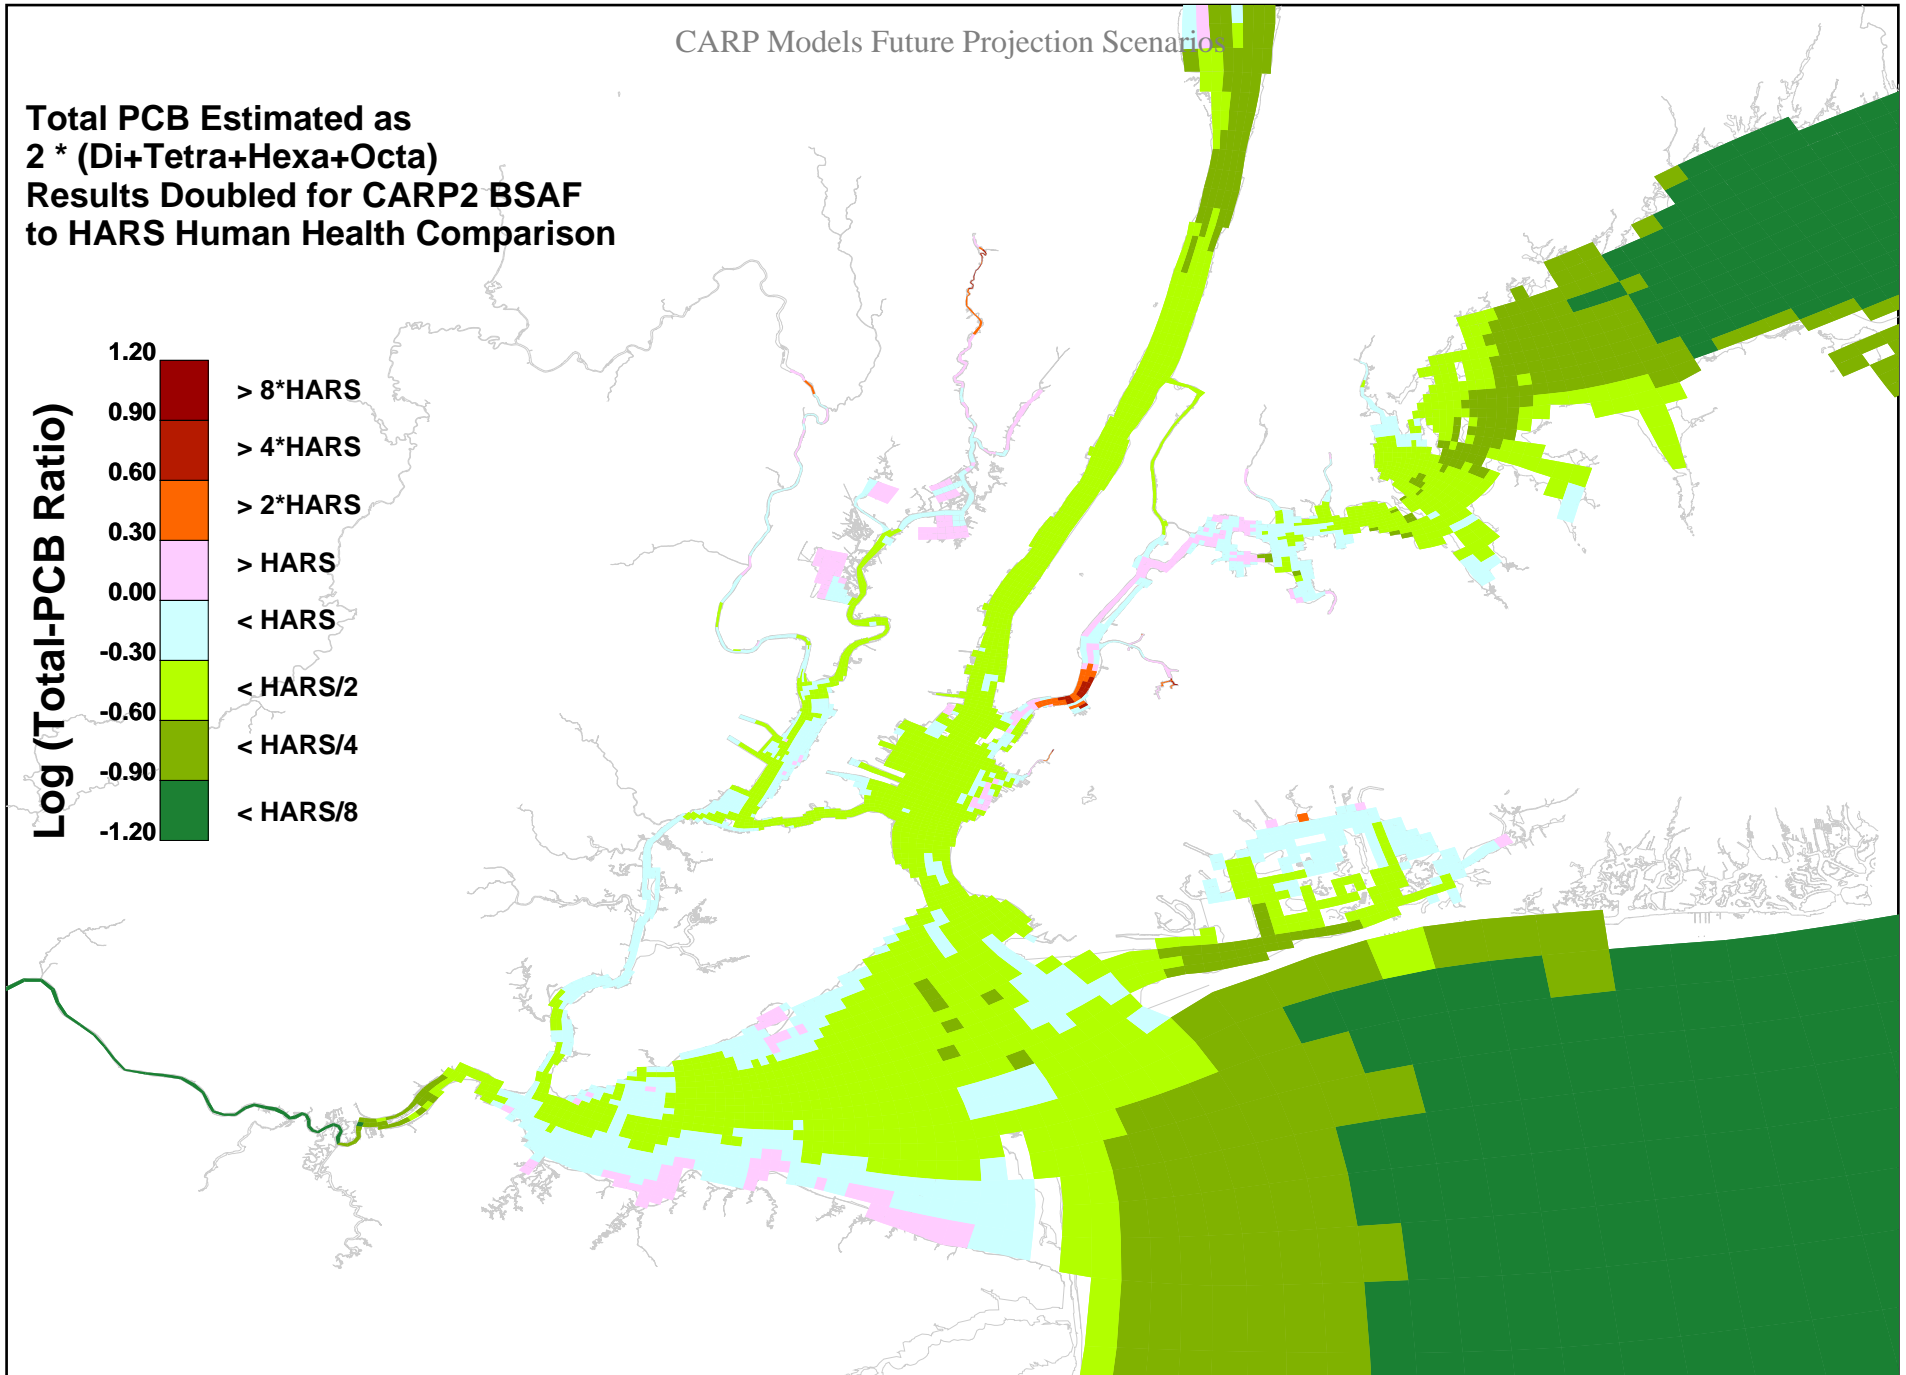 CARP Models Future Projection Scenarios
Total PCB Estimated as
2 * (Di+Tetra+Hexa+Octa)
Results Doubled for CARP2 BSAF
to HARS Human Health Comparison
Log (Total-PCB Ratio)
1.20
0.90
0.60
0.30
0.00
-0.30
-0.60
-0.90
-1.20
> 8*HARS
> 4*HARS
> 2*HARS
> HARS
< HARS
< HARS/2
< HARS/4
< HARS/8